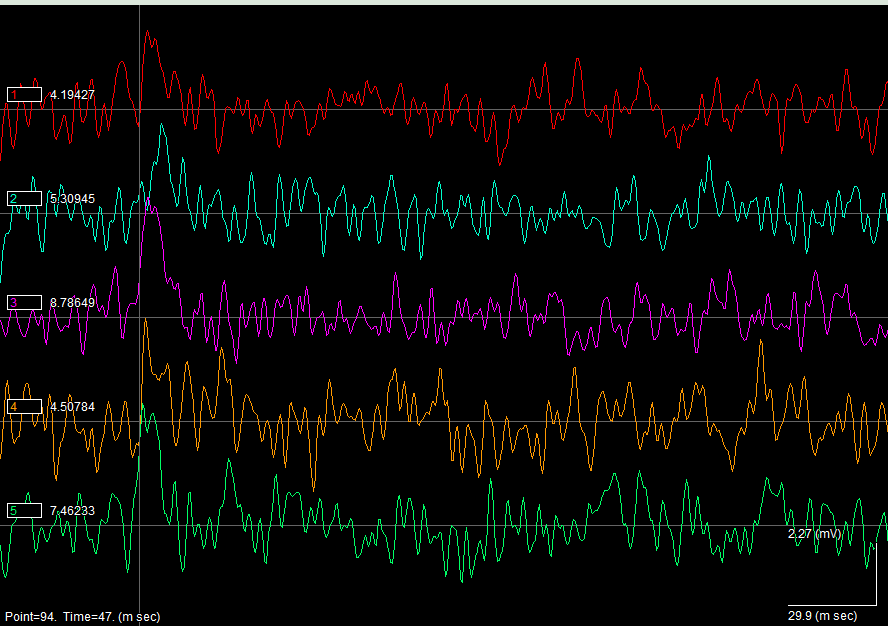 1 4.19427
2 5.30945
3 8.78649
4 4.50784
5 7.46233
2.27 (mV)
29.9 (m sec)
Point=94. Time=47. (m sec)